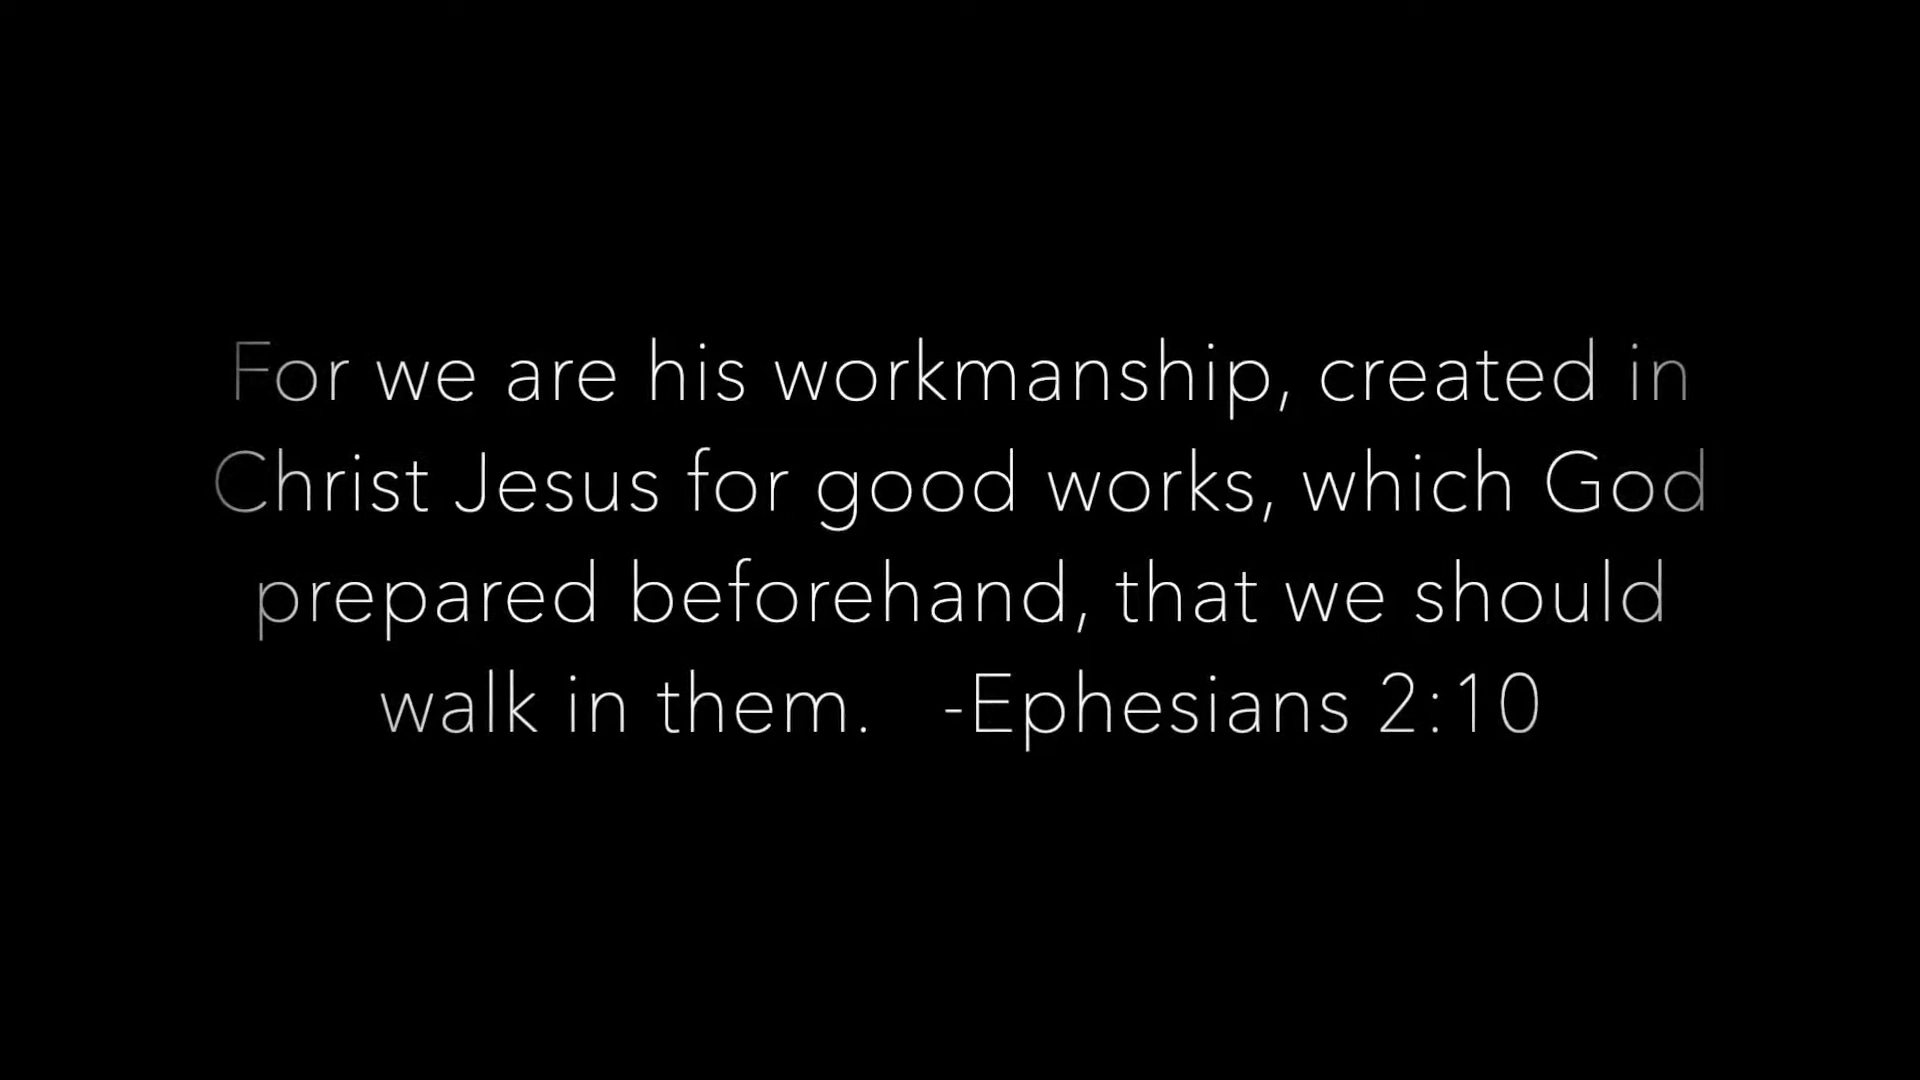 For we are his workmanship, created in
Christ Jesus for good works, which God
prepared beforehand, that we should
walk in them.   -Ephesians 2:10